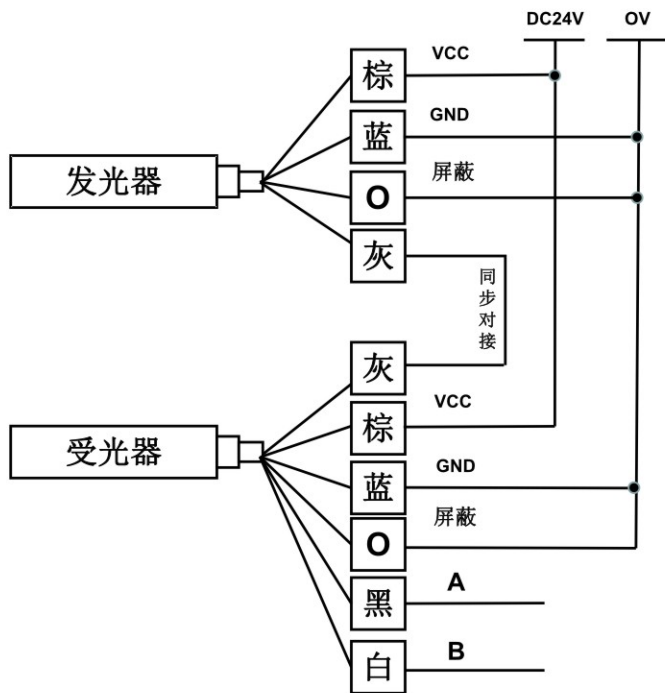 DC24V OV
棕 VCC
蓝 GND
发光器
O 屏蔽
灰
同步对接
灰
棕 VCC
受光器
蓝 GND
O 屏蔽
黑 A
白 B